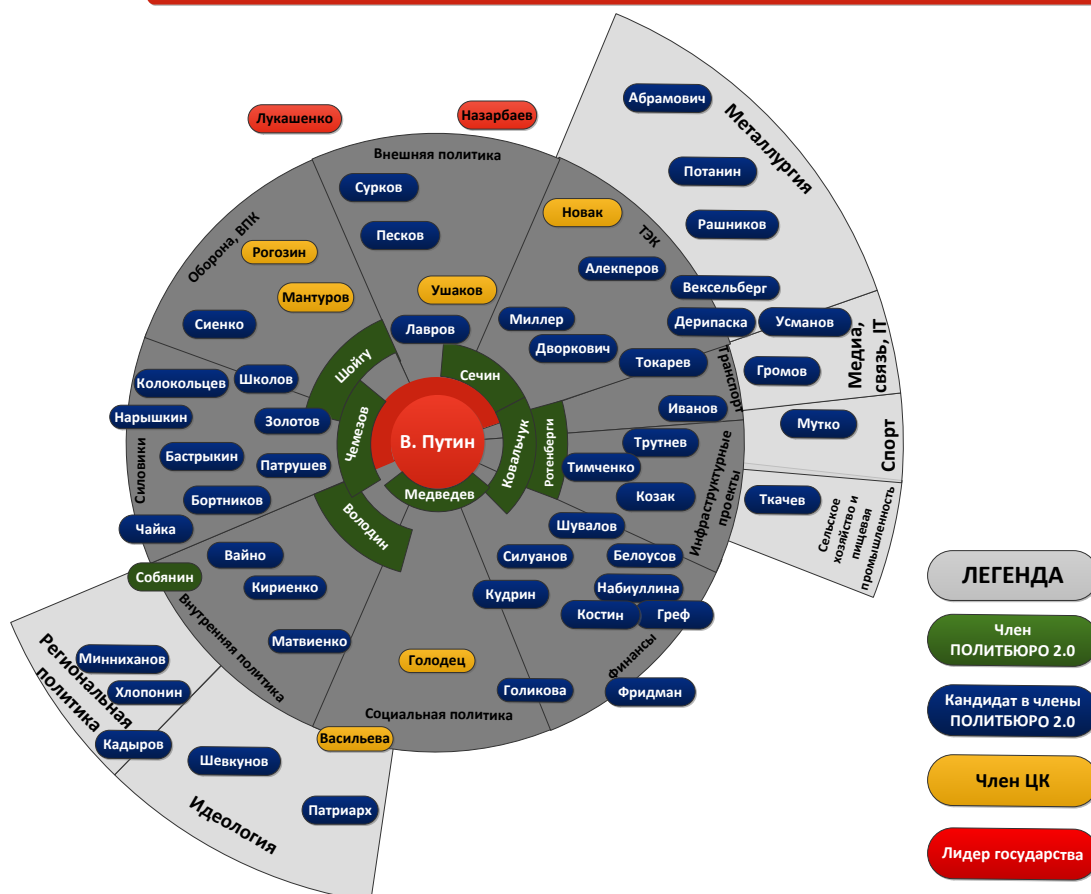 Лукашенко
Назарбаев
Внешняя политика
Сурков
Песков
Ушаков
Лавров
Оборона, ВПК
Рогозин
Мантуров
Сиенко
ТЭК
Новак
Алекперов
Миллер
Дворкович
Токарев
Вексельберг
Дерипаска
Металлургия
Абрамович
Потанин
Рашников
Усманов
Медиа,
связь, IT
Громов
Транспорт
Иванов
Спорт
Мутко
Сельское
хозяйство и
пищевая
промышленность
Ткачев
Инфраструктурные
проекты
Трутнев
Тимченко
Козак
Силовики
Колокольцев
Школов
Нарышкин
Золотов
Бастрыкин
Патрушев
Бортников
Чайка
Шойгу
Чемезов
Сечин
Ковальчук
Ротенберги
В. Путин
Медведев
Володин
Финансы
Шувалов
Силуанов
Белоусов
Кудрин
Набиуллина
Костин
Греф
Фридман
Голикова
Социальная политика
Голодец
Васильева
Внутренняя политика
Собянин
Вайно
Кириенко
Матвиенко
Региональная
политика
Минниханов
Хлопонин
Кадыров
Идеология
Шевкунов
Патриарх
ЛЕГЕНДА
Член
ПОЛИТБЮРО 2.0
Кандидат в члены
ПОЛИТБЮРО 2.0
Член ЦК
Лидер государства